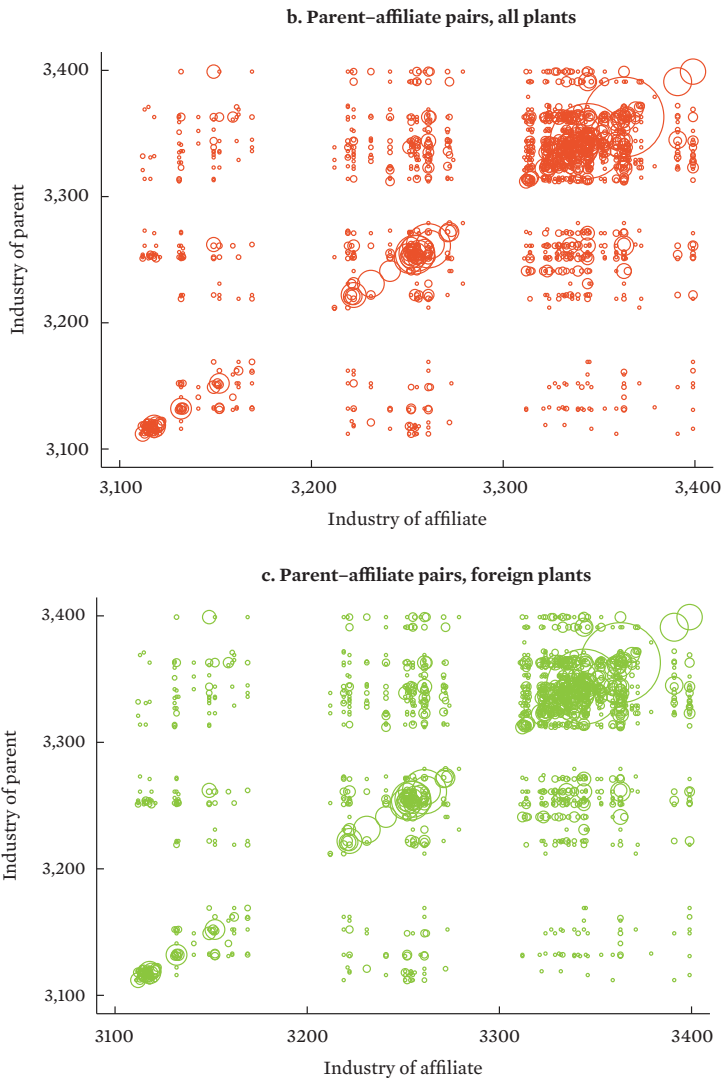 b. Parent–affiliate pairs, all plants
3,400
3,300
3,200
3,100
Industry of parent
3,100 3,200 3,300 3,400
Industry of affiliate
c. Parent–affiliate pairs, foreign plants
3,400
3,300
3,200
3,100
Industry of parent
3100 3200 3300 3400
Industry of affiliate